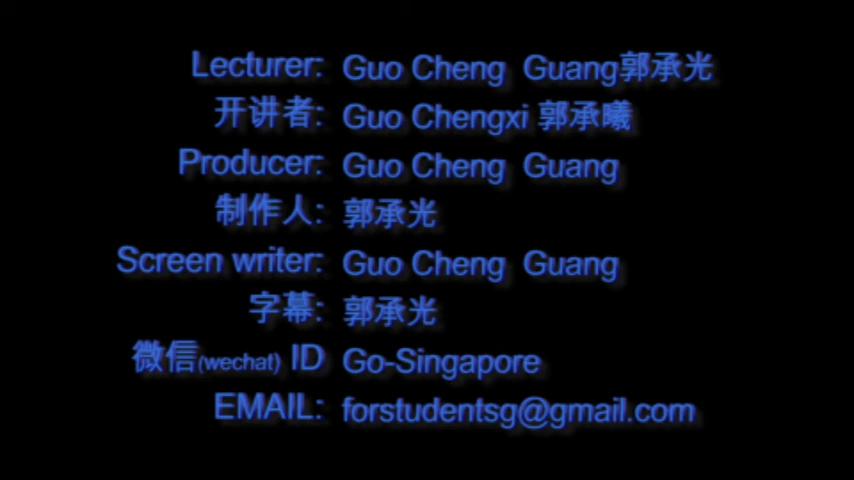 Lecturer: Guo Cheng Guang郭承光
开讲者: Guo Chengxi 郭承曦
Producer: Guo Cheng Guang
制作人: 郭承光
Screen writer: Guo Cheng Guang
字幕: 郭承光
微信(wechat) ID Go-Singapore
EMAIL: forstudentsg@gmail.com